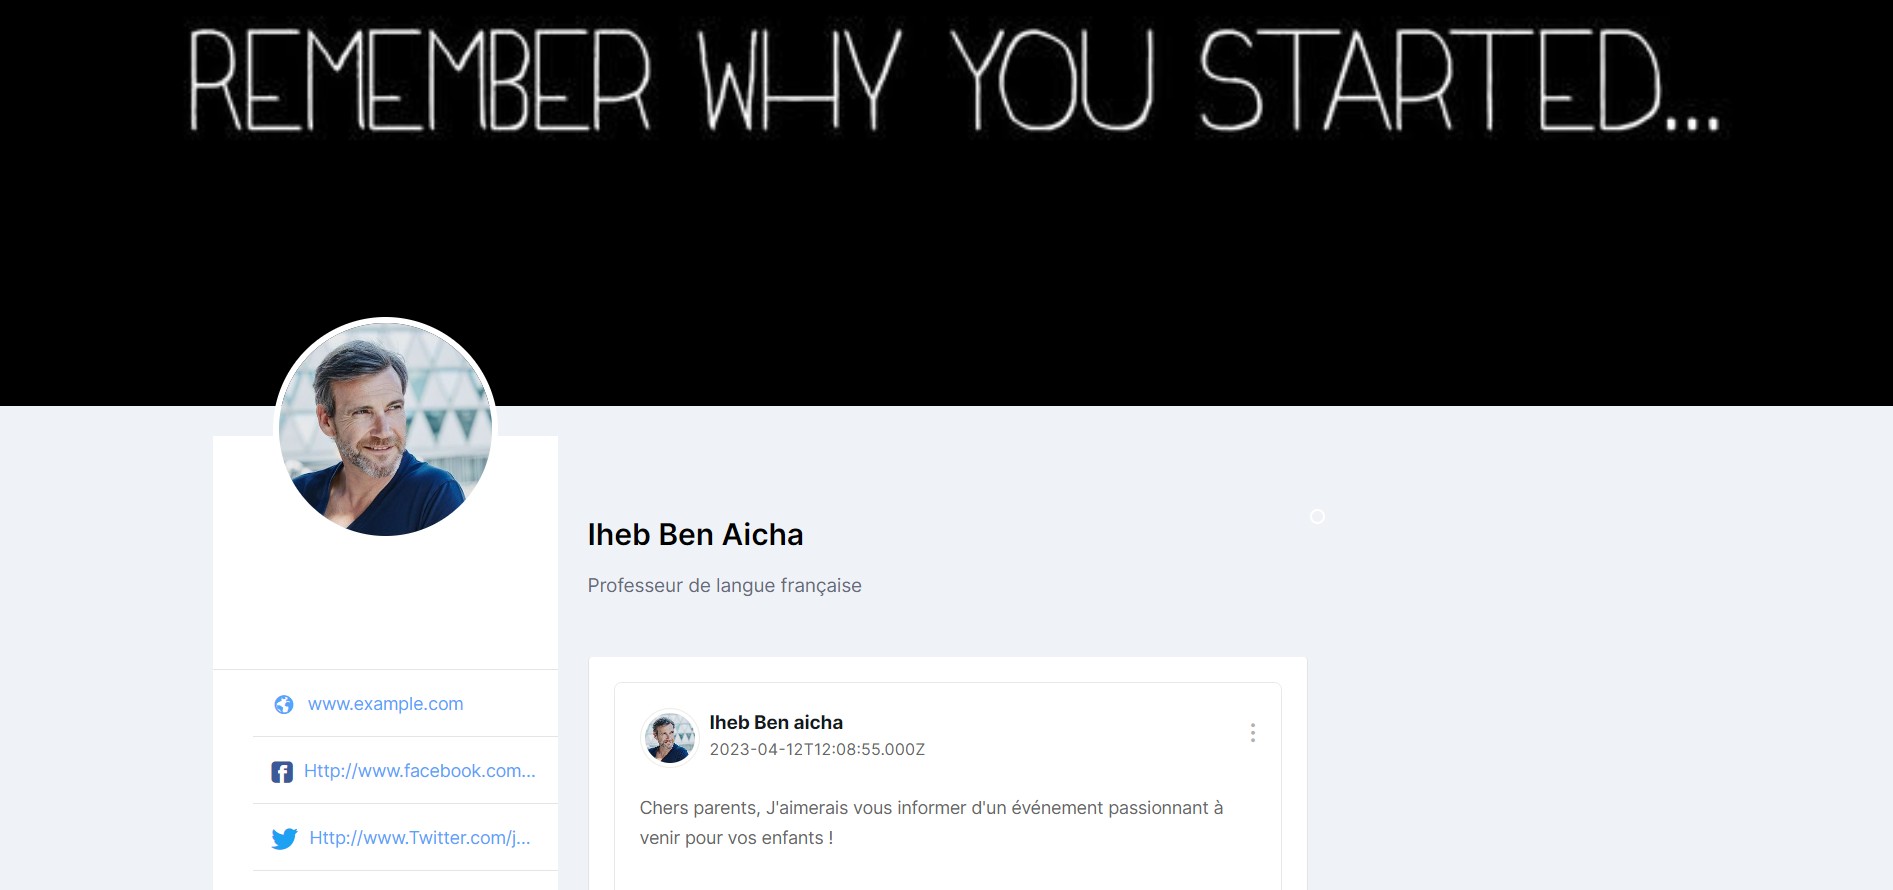 REMEMBER WHY YOU STARTED...
Iheb Ben Aicha
Professeur de langue française
www.example.com
Http://www.facebook.com...
Http://www.Twitter.com/j...
Iheb Ben aicha
2023-04-12T12:08:55.000Z
Chers parents, J'aimerais vous informer d'un événement passionnant à
venir pour vos enfants !